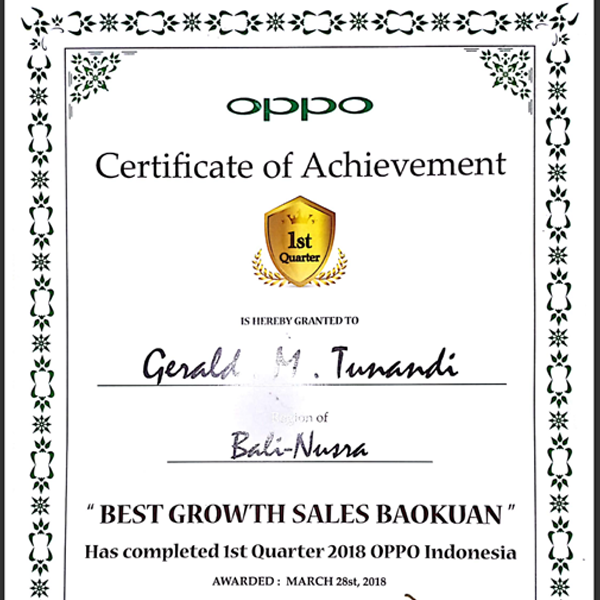 oppo
Certificate of Achievement
1st
Quarter
IS HEREBY GRANTED TO
Gerald . M . Tunandi
Region of
Bali-Nusra
“ BEST GROWTH SALES BAOKUAN ”
Has completed 1st Quarter 2018 OPPO Indonesia
AWARDED : MARCH 28st, 2018